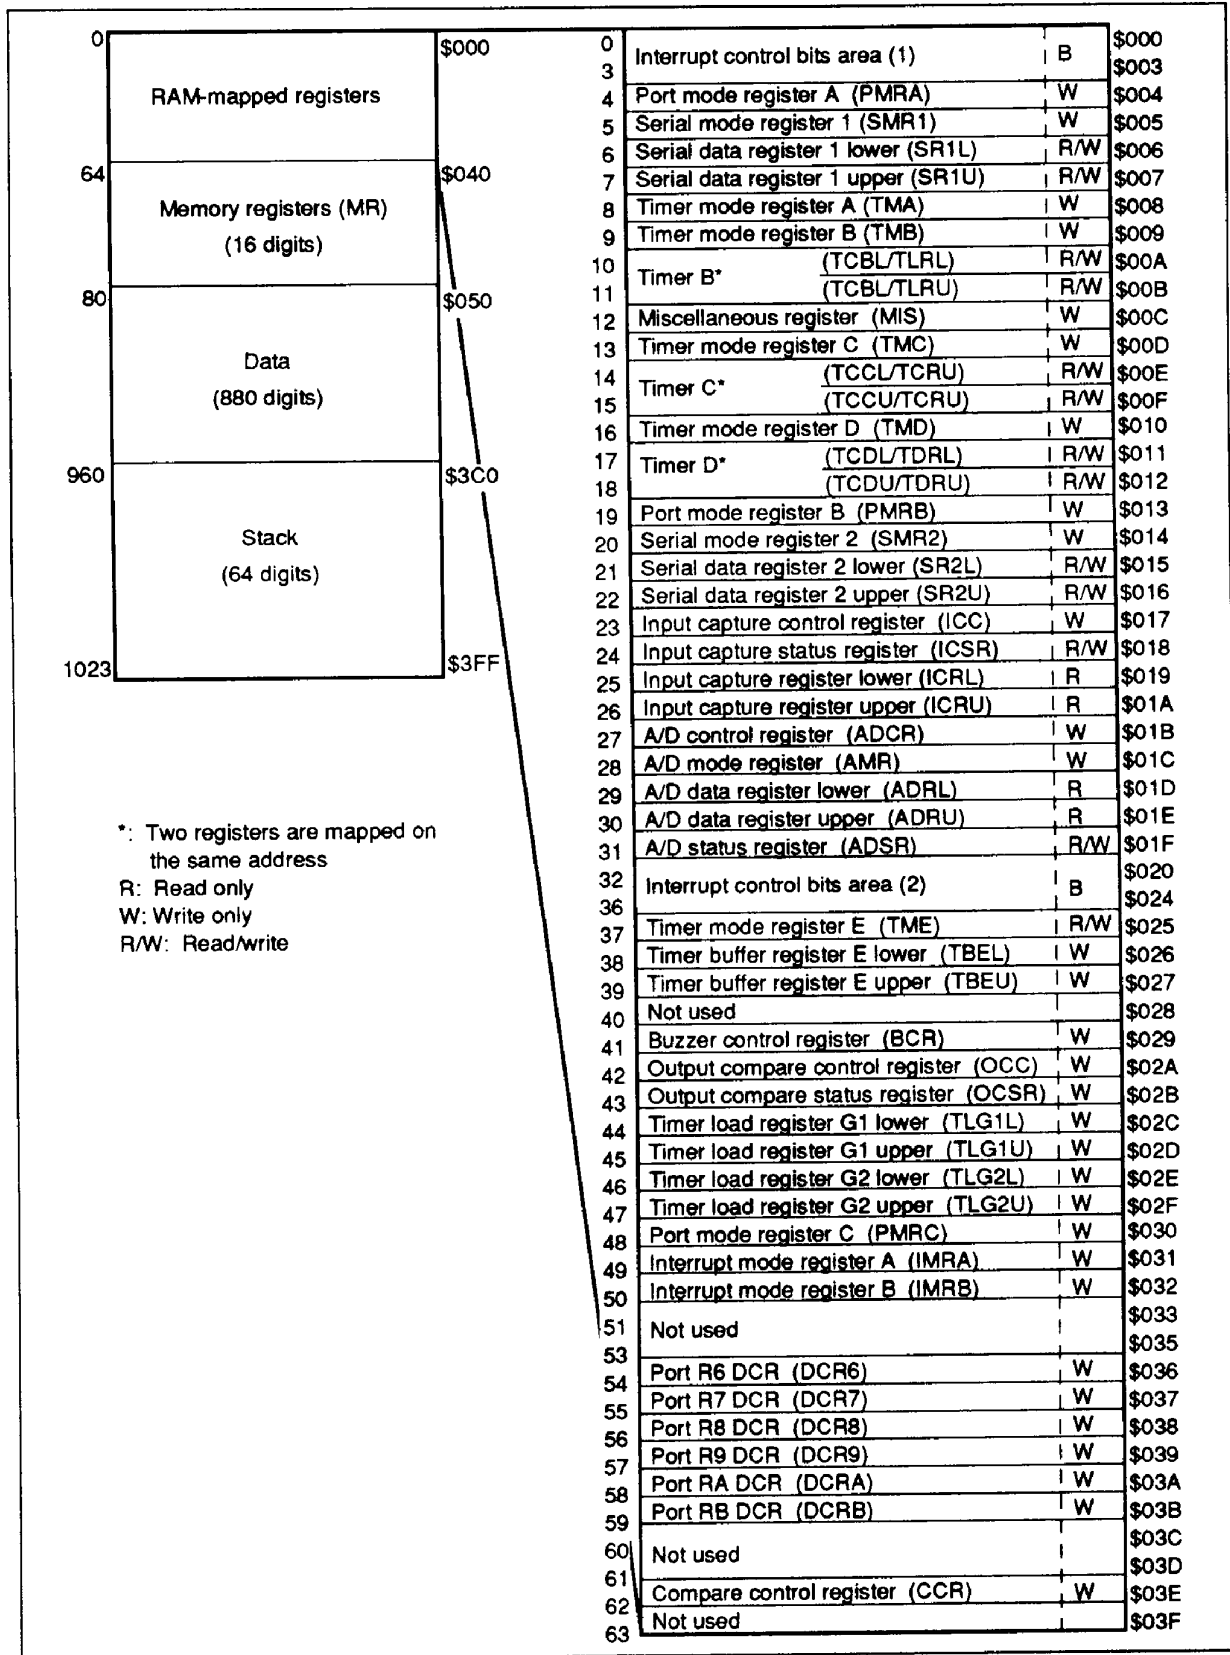 0 $000
RAM-mapped registers
64 $040
Memory registers (MR)
(16 digits)
80 $050
Data
(880 digits)
960 $3C0
Stack
(64 digits)
1023 $3FF
*: Two registers are mapped on
the same address
R: Read only
W: Write only
R/W: Read/write
0 $000
Interrupt control bits area (1) B
3 $003
4 Port mode register A (PMRA) W $004
5 Serial mode register 1 (SMR1) W $005
6 Serial data register 1 lower (SR1L) R/W $006
7 Serial data register 1 upper (SR1U) R/W $007
8 Timer mode register A (TMA) W $008
9 Timer mode register B (TMB) W $009
10 (TCBL/TLRL) R/W $00A
Timer B*
11 (TCBL/TLRU) R/W $00B
12 Miscellaneous register (MIS) W $00C
13 Timer mode register C (TMC) W $00D
14 (TCCL/TCRU) R/W $00E
Timer C*
15 (TCCU/TCRU) R/W $00F
16 Timer mode register D (TMD) W $010
17 (TCDL/TDRL) R/W $011
Timer D*
18 (TCDU/TDRU) R/W $012
19 Port mode register B (PMRB) W $013
20 Serial mode register 2 (SMR2) W $014
21 Serial data register 2 lower (SR2L) R/W $015
22 Serial data register 2 upper (SR2U) R/W $016
23 Input capture control register (ICC) W $017
24 Input capture status register (ICSR) R/W $018
25 Input capture register lower (ICRL) R $019
26 Input capture register upper (ICRU) R $01A
27 A/D control register (ADCR) W $01B
28 A/D mode register (AMR) W $01C
29 A/D data register lower (ADRL) R $01D
30 A/D data register upper (ADRU) R $01E
31 A/D status register (ADSR) R/W $01F
32 $020
Interrupt control bits area (2) B
36 $024
37 Timer mode register E (TME) R/W $025
38 Timer buffer register E lower (TBEL) W $026
39 Timer buffer register E upper (TBEU) W $027
40 Not used $028
41 Buzzer control register (BCR) W $029
42 Output compare control register (OCC) W $02A
43 Output compare status register (OCSR) W $02B
44 Timer load register G1 lower (TLG1L) W $02C
45 Timer load register G1 upper (TLG1U) W $02D
46 Timer load register G2 lower (TLG2L) W $02E
47 Timer load register G2 upper (TLG2U) W $02F
48 Port mode register C (PMRC) W $030
49 Interrupt mode register A (IMRA) W $031
50 Interrupt mode register B (IMRB) W $032
51 $033
Not used
53 $035
54 Port R6 DCR (DCR6) W $036
55 Port R7 DCR (DCR7) W $037
56 Port R8 DCR (DCR8) W $038
57 Port R9 DCR (DCR9) W $039
58 Port RA DCR (DCRA) W $03A
59 Port RB DCR (DCRB) W $03B
60 $03C
Not used
61 $03D
62 Compare control register (CCR) W $03E
63 Not used $03F